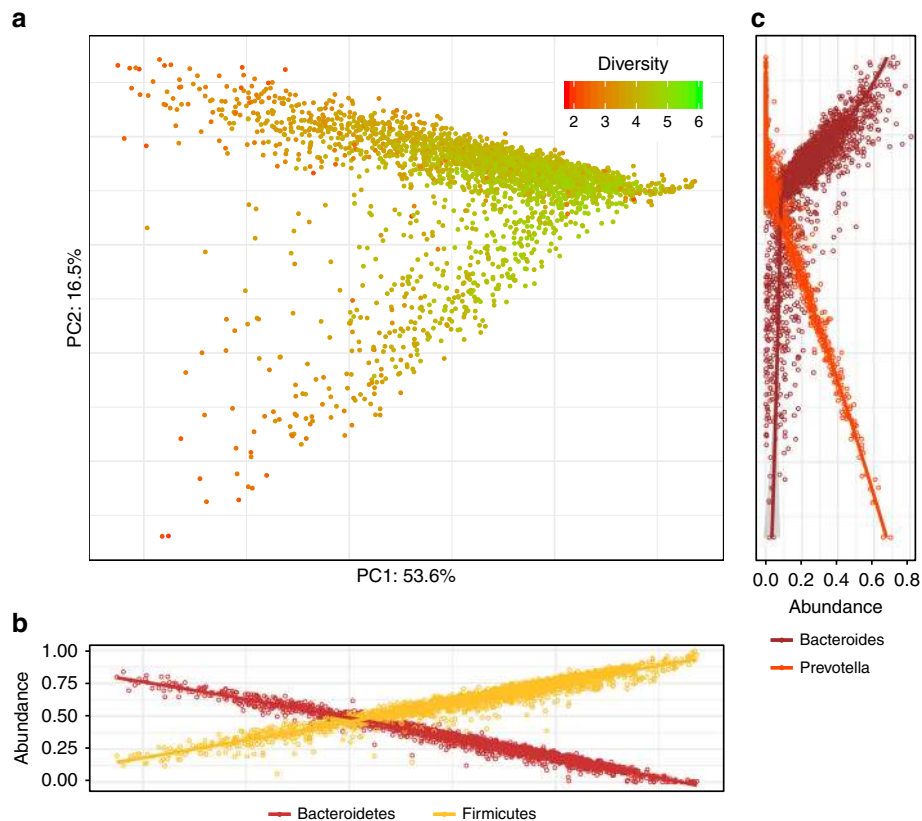 a
Diversity
2 3 4 5 6
PC2: 16.5%
PC1: 53.6%
c
0.0 0.2 0.4 0.6 0.8
Abundance
Bacteroides
Prevotella
b
1.00
0.75
0.50
0.25
0.00
Abundance
Bacteroidetes Firmicutes